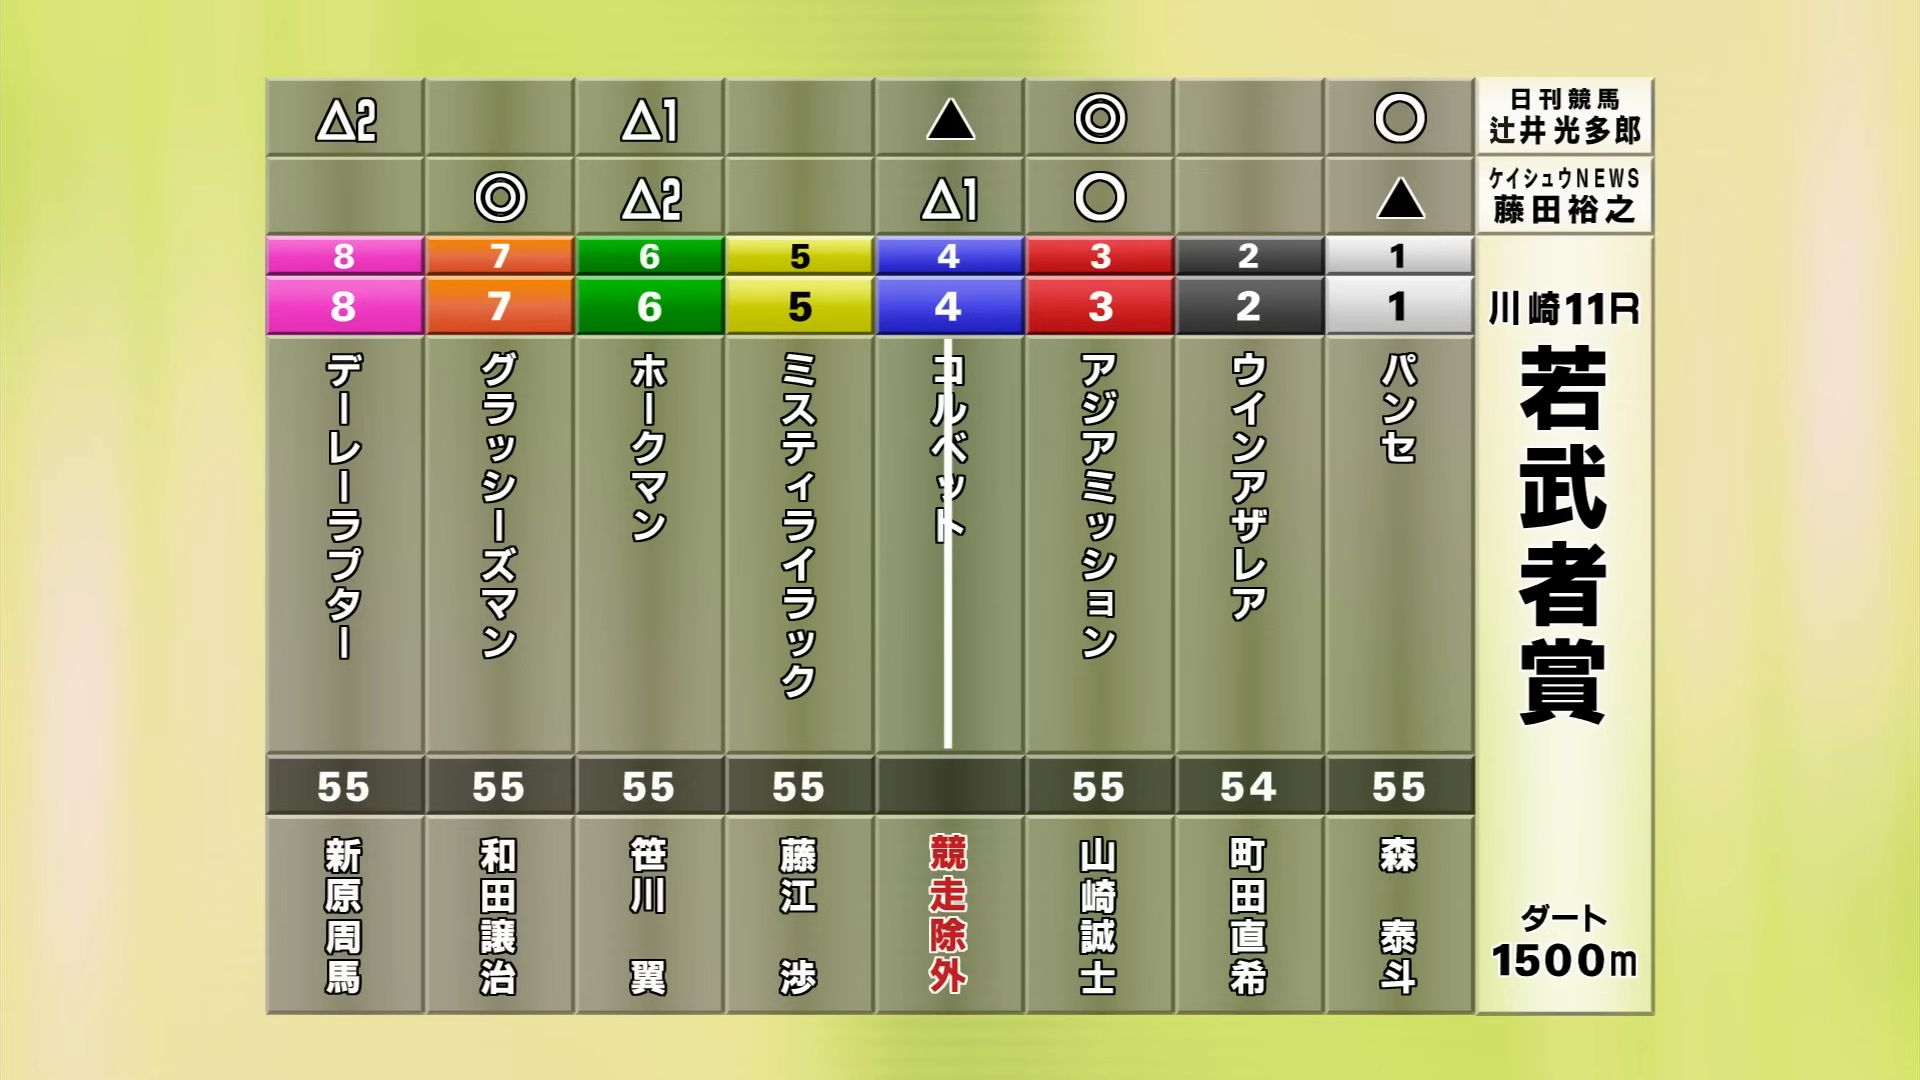 日刊競馬
辻井光多郎
ケイシュウNEWS
藤田裕之
川崎11R
若武者賞
ダート
1500m
○
▲
1
1
パンセ
55
森 泰斗
2
2
ウインアザレア
54
町田直希
◎
○
3
3
アジアミッション
55
山崎誠士
▲
△1
4
4
コルベット
競走除外
5
5
ミスティライラック
55
藤江 渉
△1
△2
6
6
ホークマン
55
笹川 翼
◎
7
7
グラッシーズマン
55
和田譲治
△2
8
8
デーレーラプター
55
新原周馬